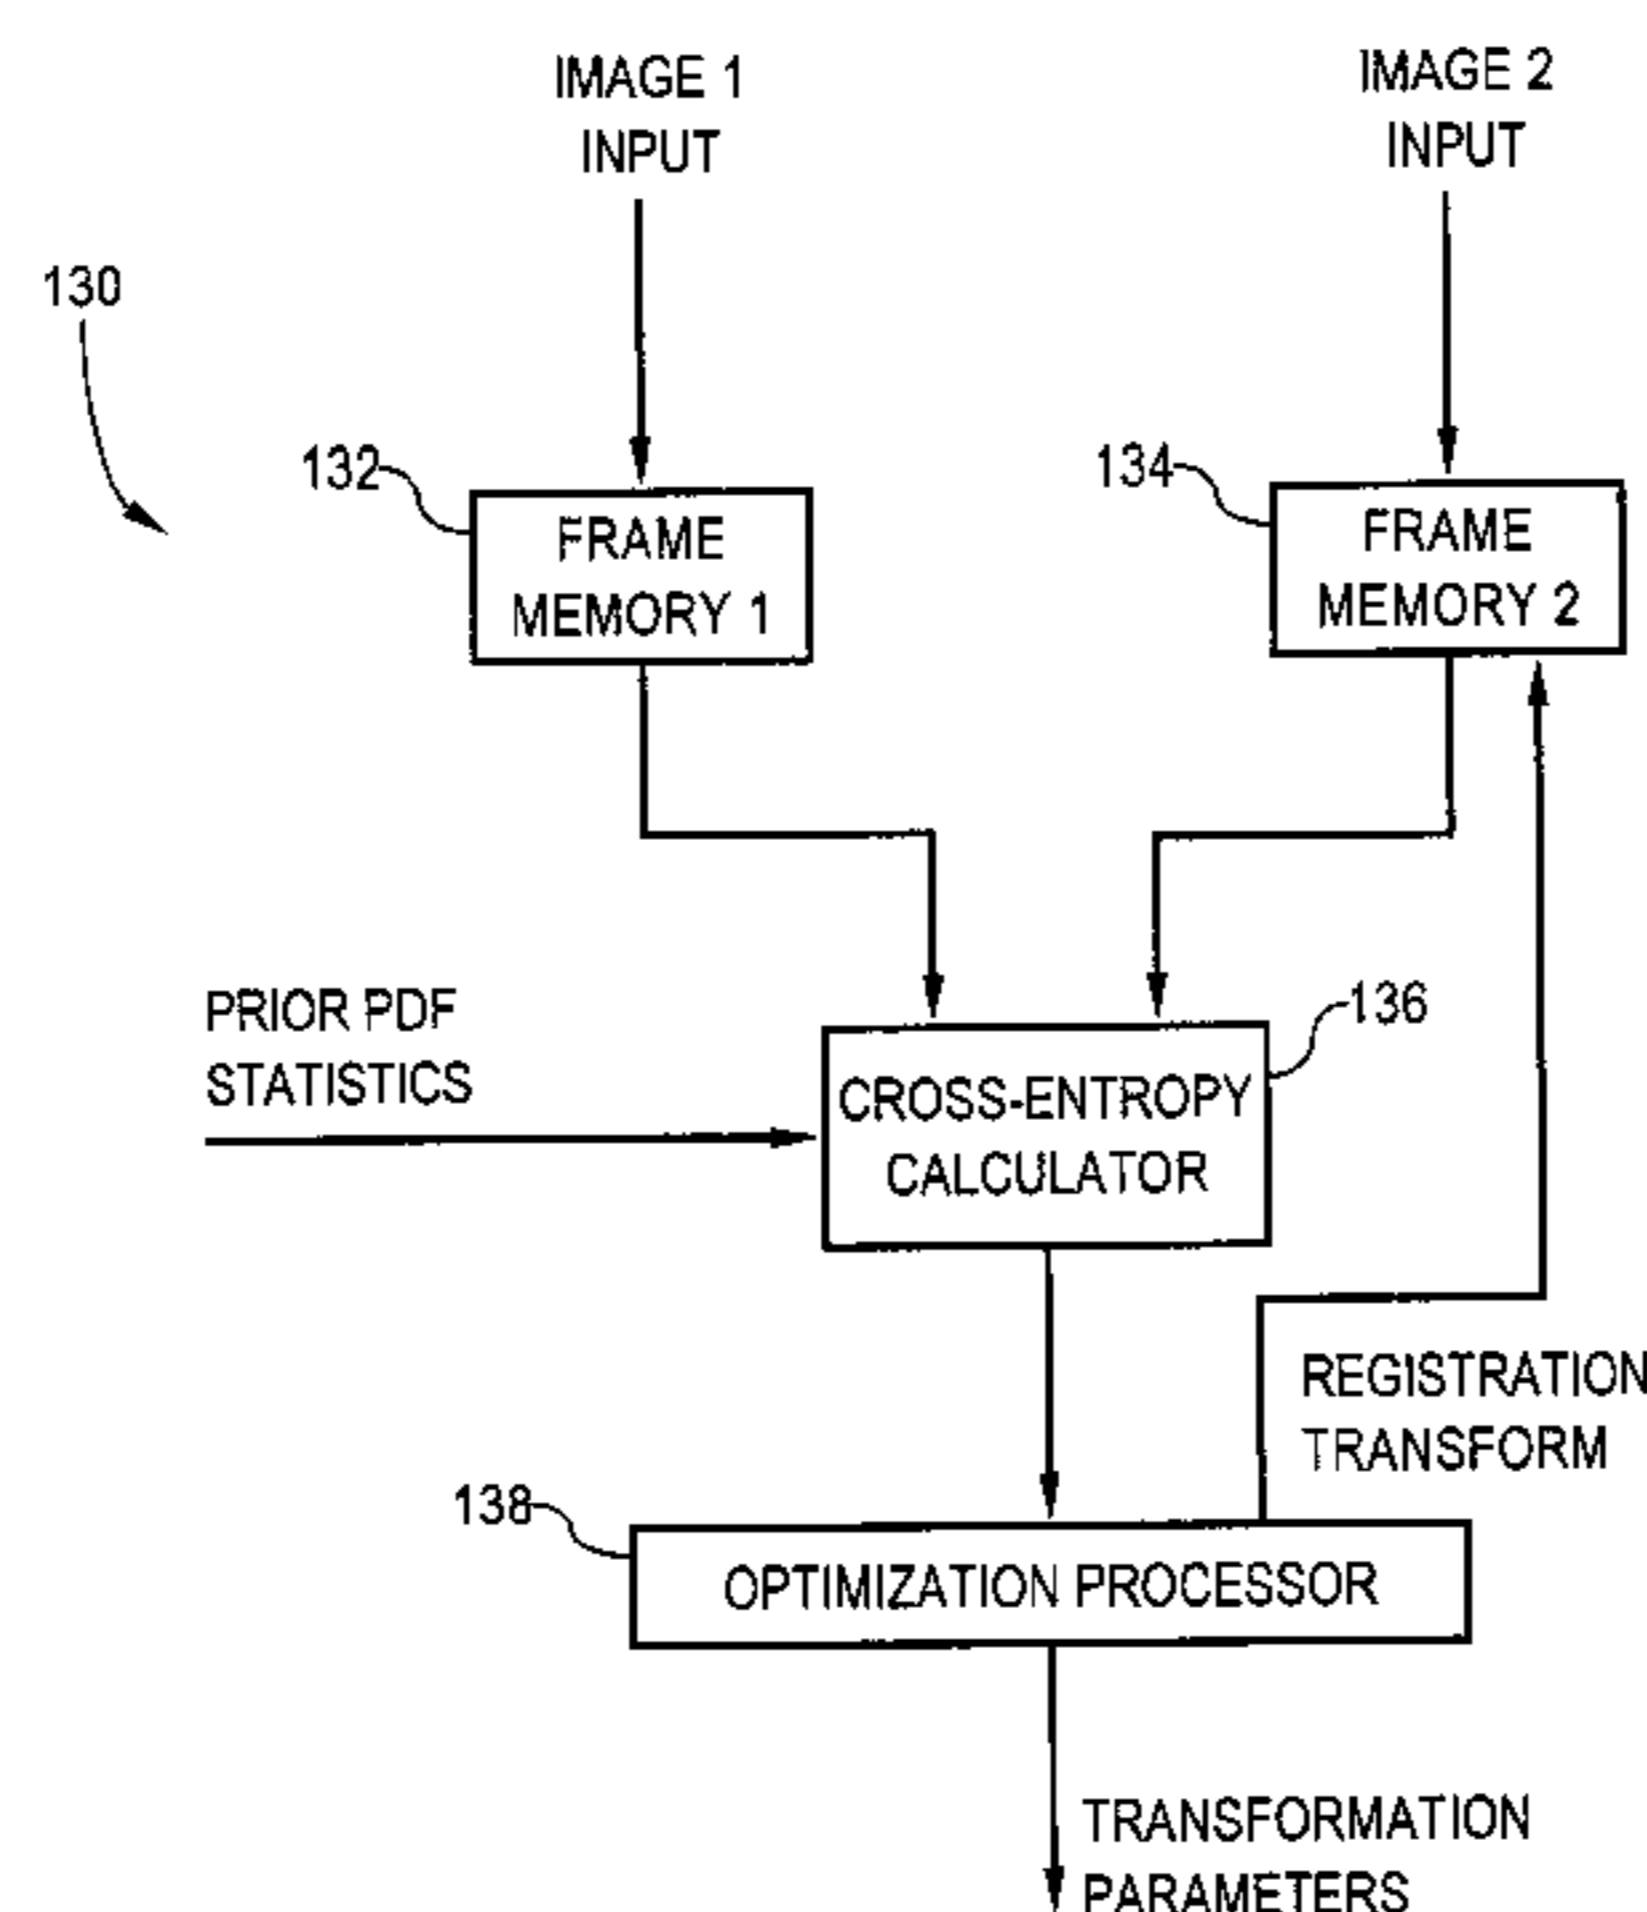 IMAGE 1
INPUT
IMAGE 2
INPUT
130
132
FRAME
MEMORY 1
134
FRAME
MEMORY 2
PRIOR PDF
STATISTICS
136
CROSS-ENTROPY
CALCULATOR
REGISTRATION
TRANSFORM
138
OPTIMIZATION PROCESSOR
TRANSFORMATION
PARAMETERS